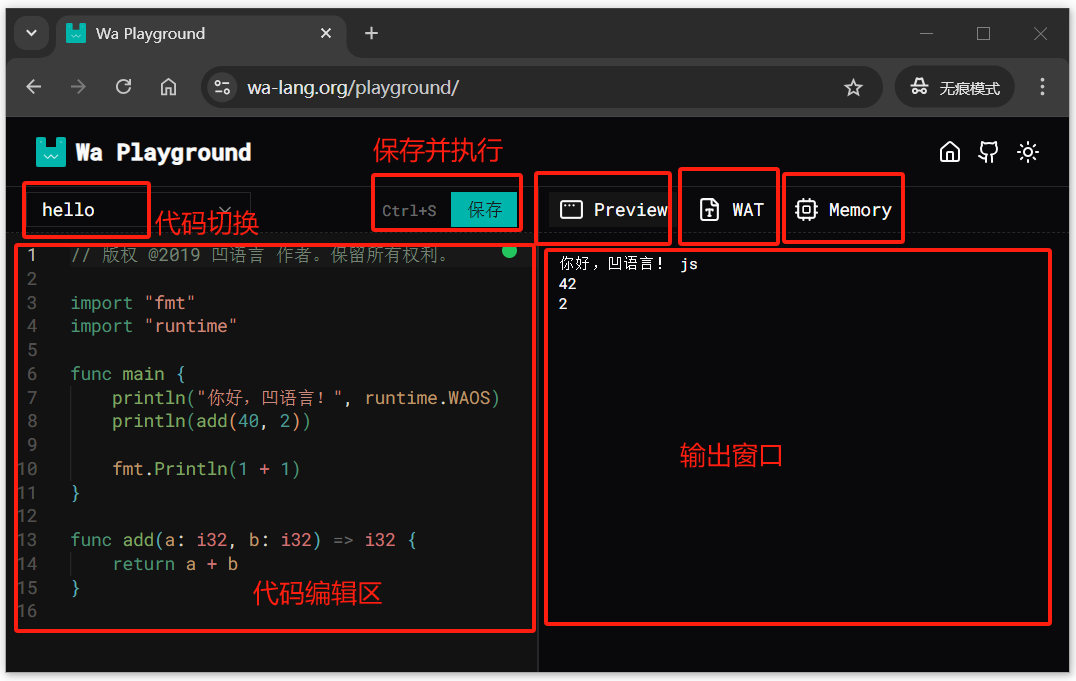 Wa Playground
wa-lang.org/playground/
无痕模式
Wa Playground
保存并执行
hello
代码切换
Ctrl+S
保存
Preview
WAT
Memory
1 // 版权 @2019 凹语言 作者。保留所有权利。
2
3 import "fmt"
4 import "runtime"
5
6 func main {
7 println("你好，凹语言！", runtime.WAOS)
8 println(add(40, 2))
9
10 fmt.Println(1 + 1)
11 }
12
13 func add(a: i32, b: i32) => i32 {
14 return a + b
15 }
16
代码编辑区
你好，凹语言！ js
42
2
输出窗口